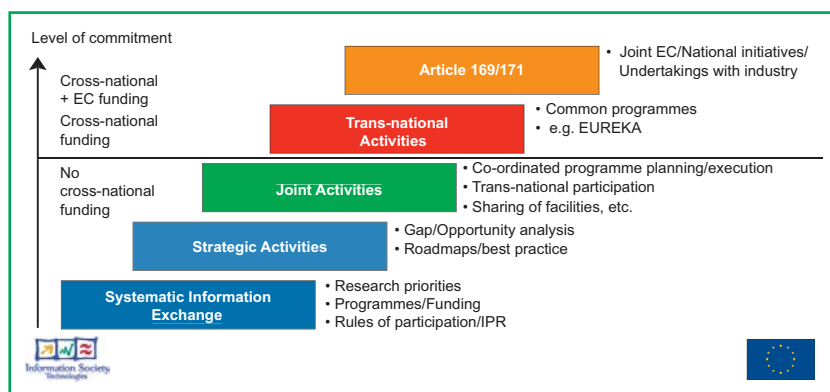 Level of commitment
Article 169/171
• Joint EC/National initiatives/
Undertakings with industry
Cross-national
+ EC funding
Cross-national
funding
Trans-national
Activities
• Common programmes
• e.g. EUREKA
No
cross-national
funding
Joint Activities
• Co-ordinated programme planning/execution
• Trans-national participation
• Sharing of facilities, etc.
Strategic Activities
• Gap/Opportunity analysis
• Roadmaps/best practice
Systematic Information
Exchange
• Research priorities
• Programmes/Funding
• Rules of participation/IPR
Information Society
Technologies